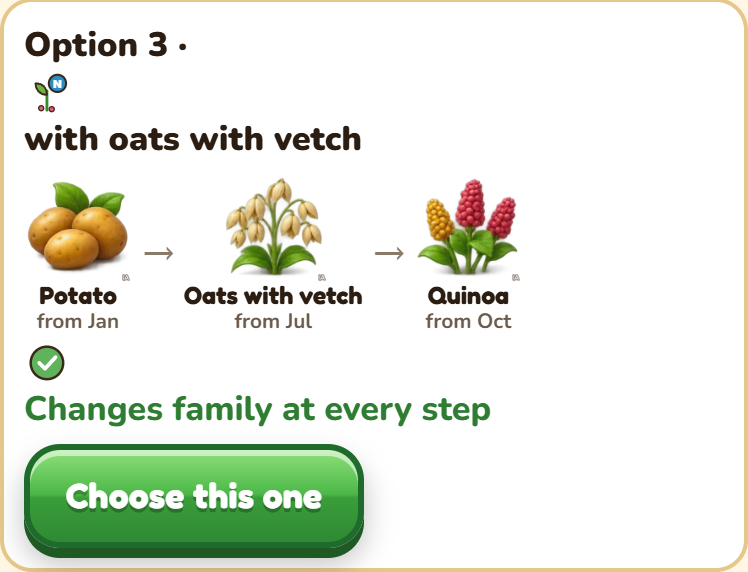 Option 3 ·
N
with oats with vetch
Potato
from Jan
Oats with vetch
from Jul
Quinoa
from Oct
Changes family at every step
Choose this one